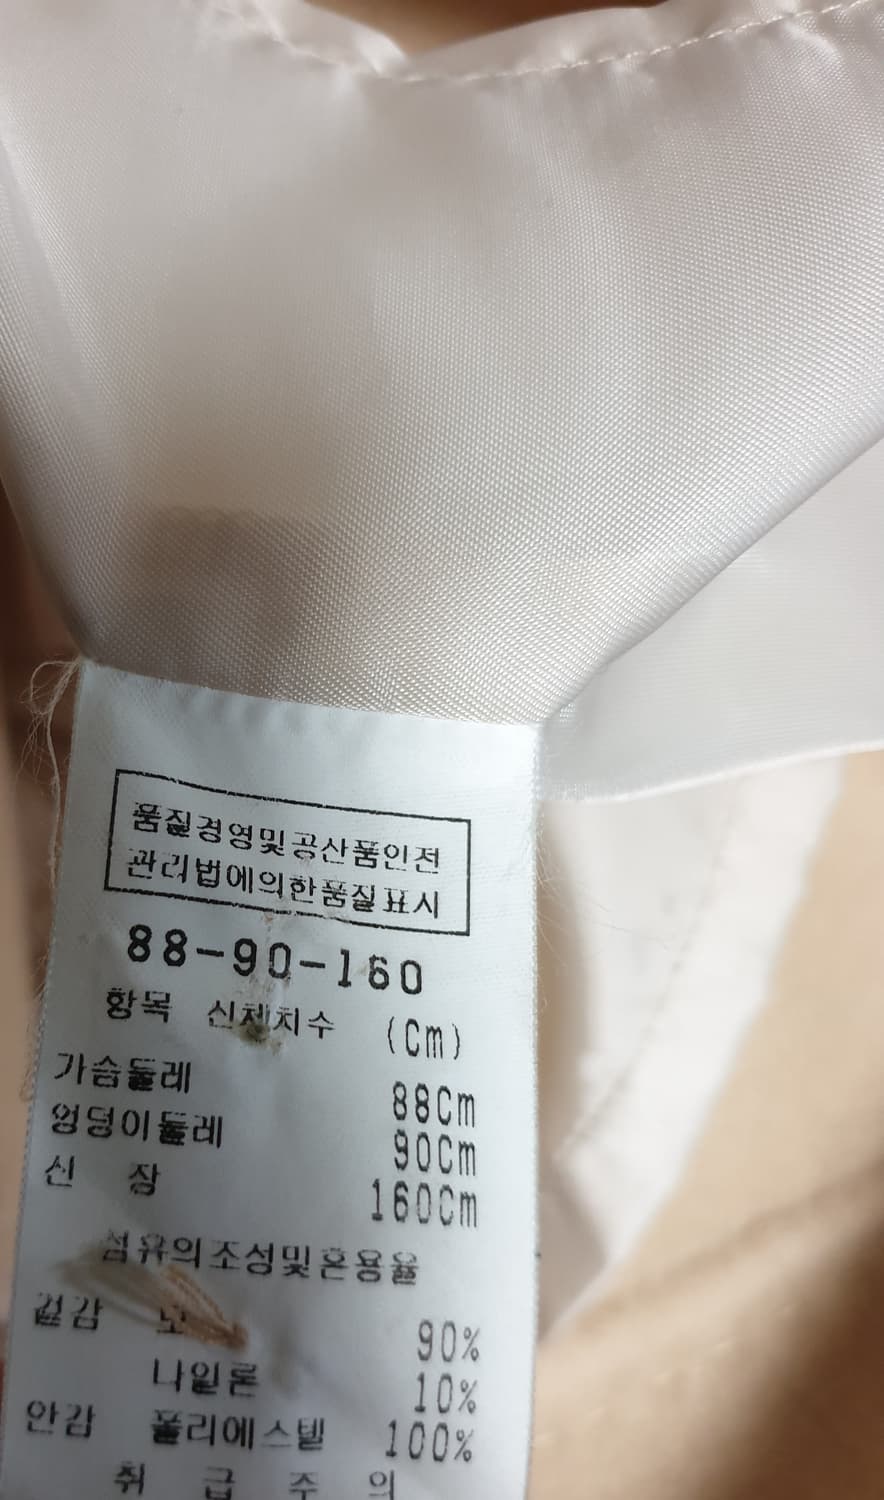 품질경영및공산품안전
관리법에의한품질표시
88-90-160
항목 신체치수 (Cm)
가슴둘레 88Cm
엉덩이둘레 90Cm
신 장 160Cm
섬유의조성및혼용율
겉감 모 90%
나일론 10%
안감 폴리에스텔 100%
취 급 주 의